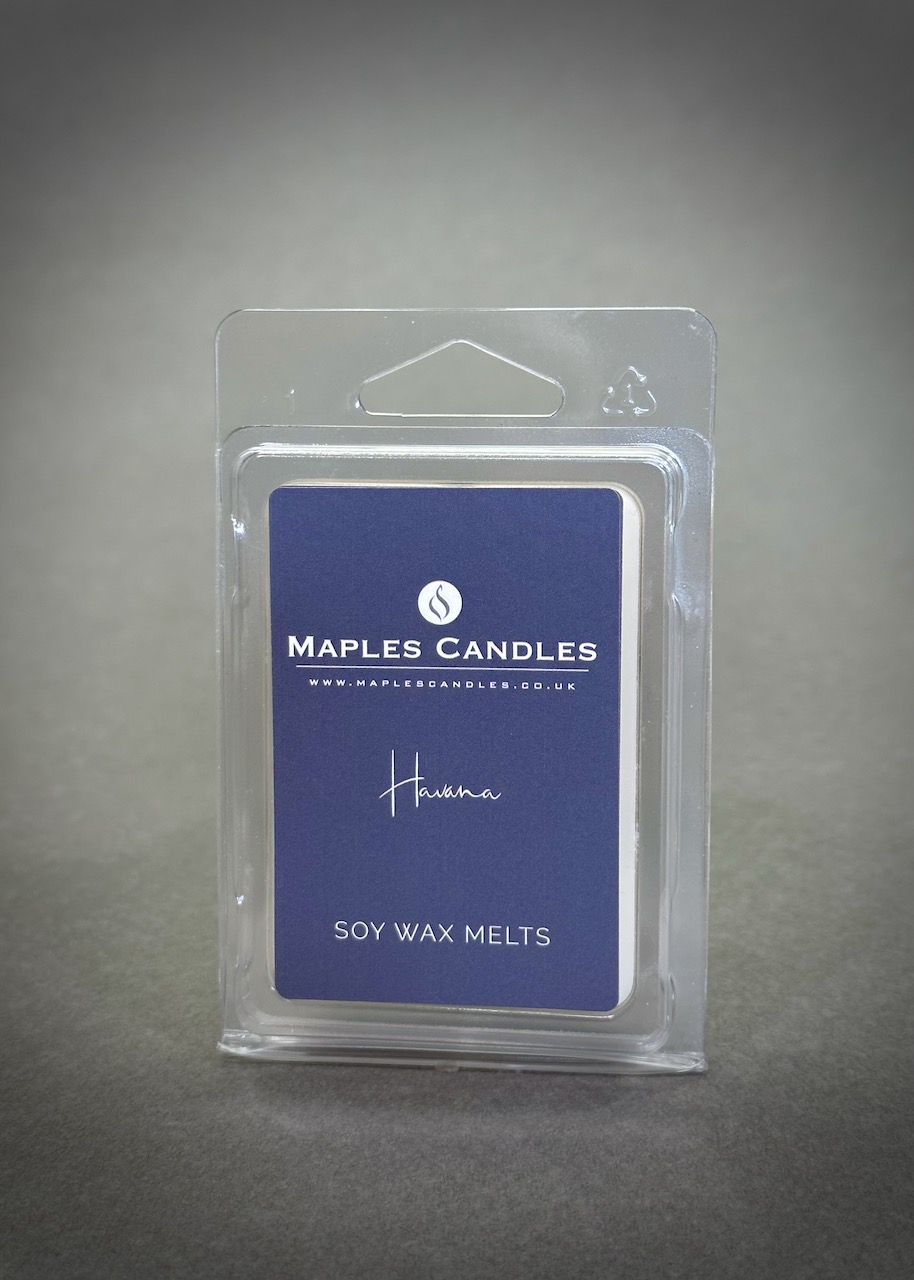 MAPLES CANDLES
WWW.MAPLESCANDLES.CO.UK
Havana
SOY WAX MELTS